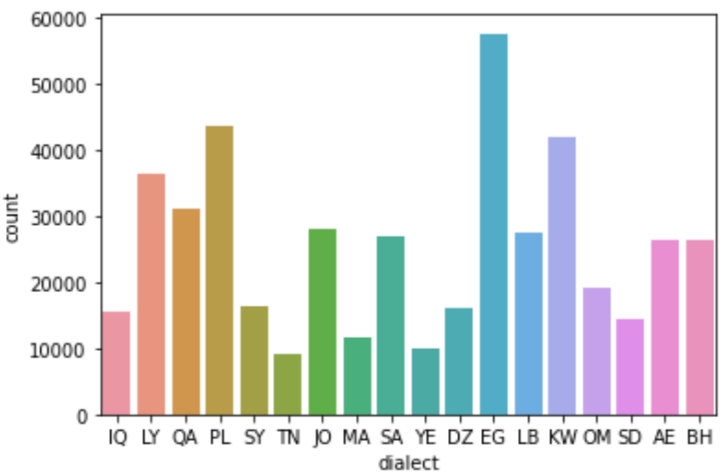 60000
50000
40000
30000
20000
10000
0
count
IQ LY QA PL SY TN JO MA SA YE DZ EG LB KW OM SD AE BH
dialect